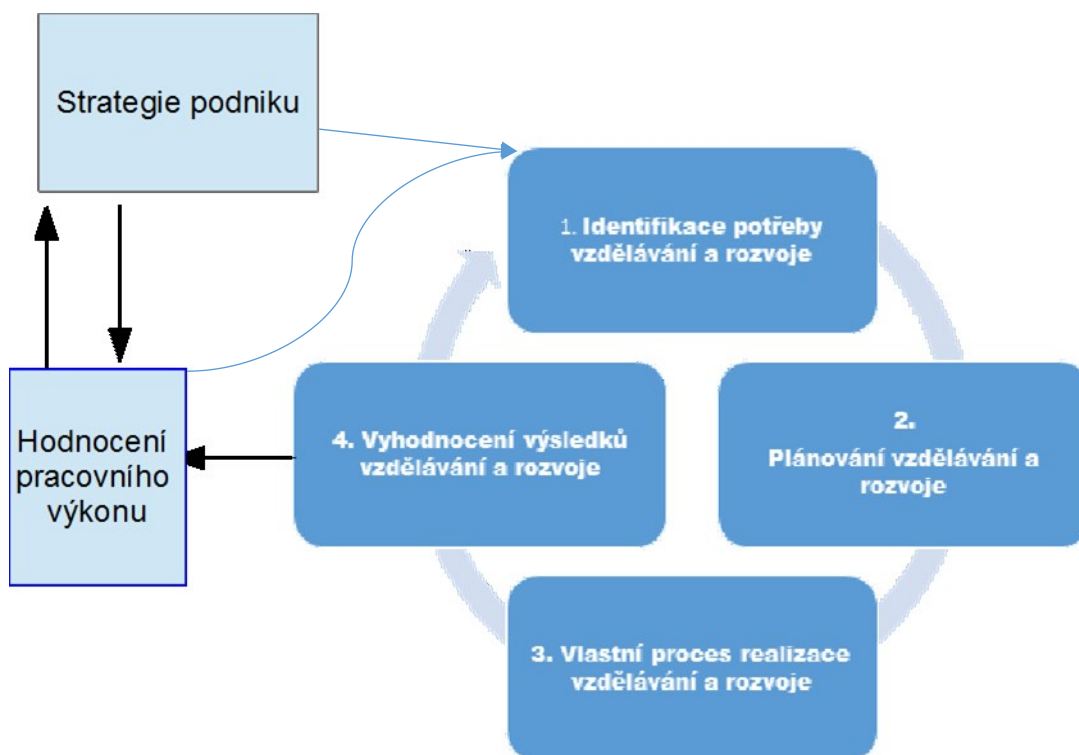 Strategie podniku
1. Identifikace potřeby
vzdělávání a rozvoje
2.
Plánování vzdělávání a
rozvoje
3. Vlastní proces realizace
vzdělávání a rozvoje
4. Vyhodnocení výsledků
vzdělávání a rozvoje
Hodnocení
pracovního
výkonu